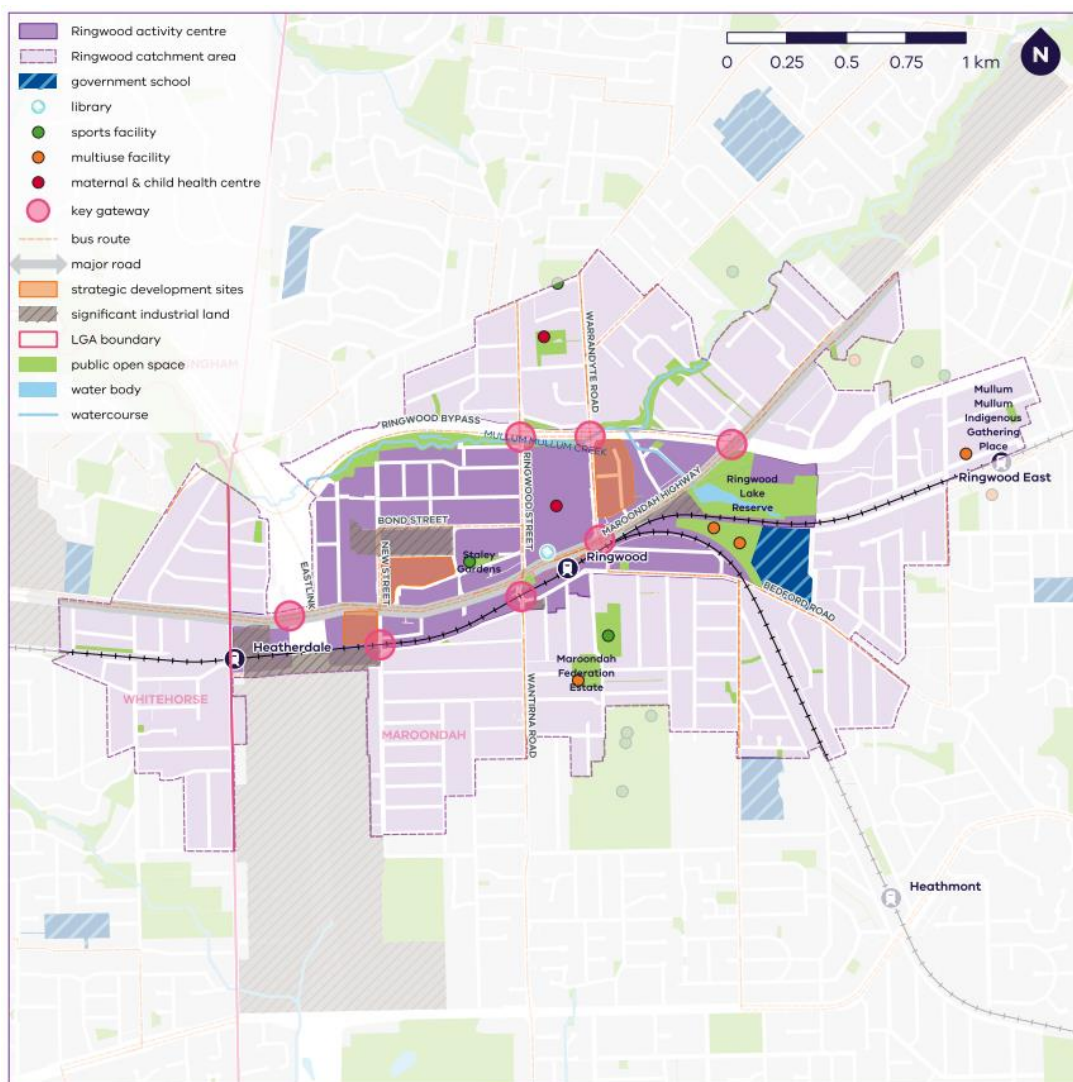 Ringwood activity centre
Ringwood catchment area
government school
library
sports facility
multiuse facility
maternal & child health centre
key gateway
bus route
major road
strategic development sites
significant industrial land
LGA boundary
public open space
water body
watercourse
0 0.25 0.5 0.75 1 km
N
INGHAM
WARRANDYTE ROAD
RINGWOOD BYPASS
MULLUM MULLUM CREEK
RINGWOOD STREET
MAROONDAH HIGHWAY
Mullum
Mullum
Indigenous
Gathering
Place
Ringwood East
Ringwood
Lake
Reserve
BOND STREET
NEW STREET
Staley
Gardens
Ringwood
EASTLINK
BEDFORD ROAD
Heatherdale
Maroondah
Federation
Estate
WHITEHORSE
MAROONDAH
WANTIRNA ROAD
Heathmont